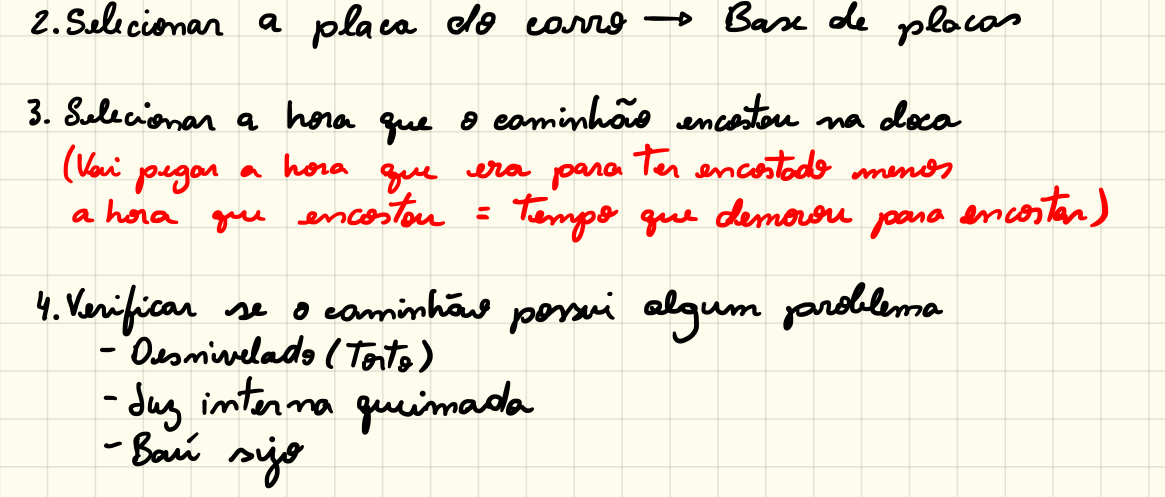 2. Selecionar a placa do carro → Base de placas
3. Selecionar a hora que o caminhão encostou na doca
(Vai pegar a hora que era para ter encostado menos
a hora que encostou = tempo que demorou para encostar)
4. Verificar se o caminhão possui algum problema
- Desnivelado (Torto)
- Luz interna queimada
- Baú sujo